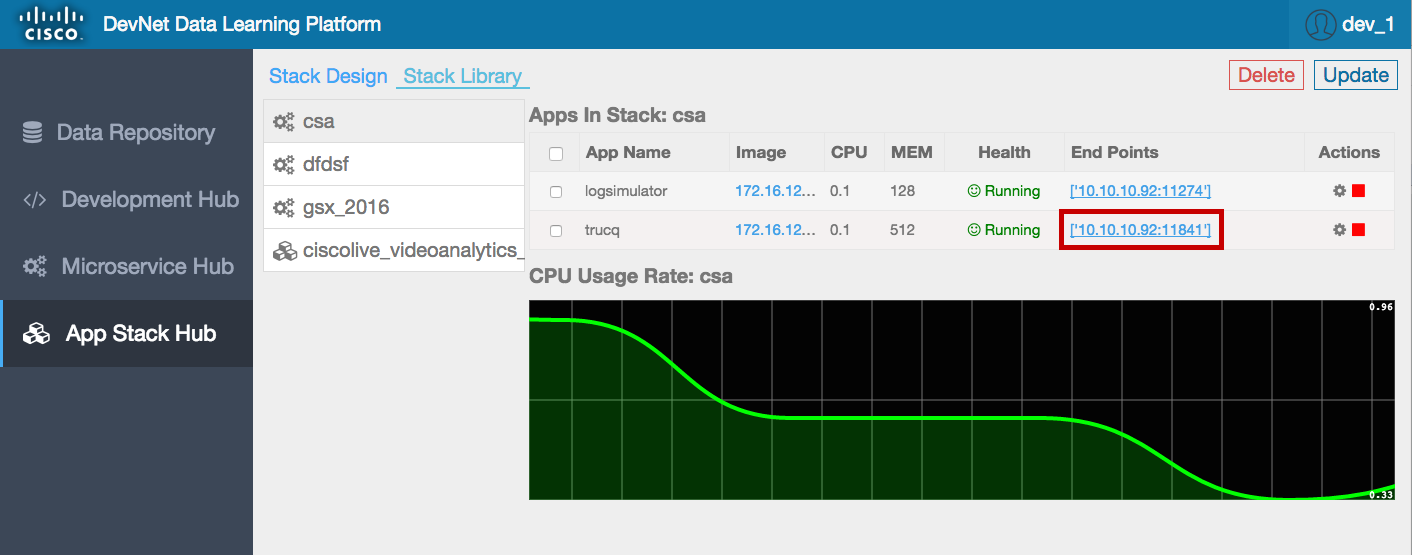 CISCO. DevNet Data Learning Platform dev_1
Stack Design Stack Library Delete Update
Data Repository
Development Hub
Microservice Hub
App Stack Hub
csa
dfdsf
gsx_2016
ciscolive_videoanalytics_
Apps In Stack: csa
App Name Image CPU MEM Health End Points Actions
logsimulator 172.16.12... 0.1 128 Running ['10.10.10.92:11274']
trucq 172.16.12... 0.1 512 Running ['10.10.10.92:11841']
CPU Usage Rate: csa
0.96
0.33